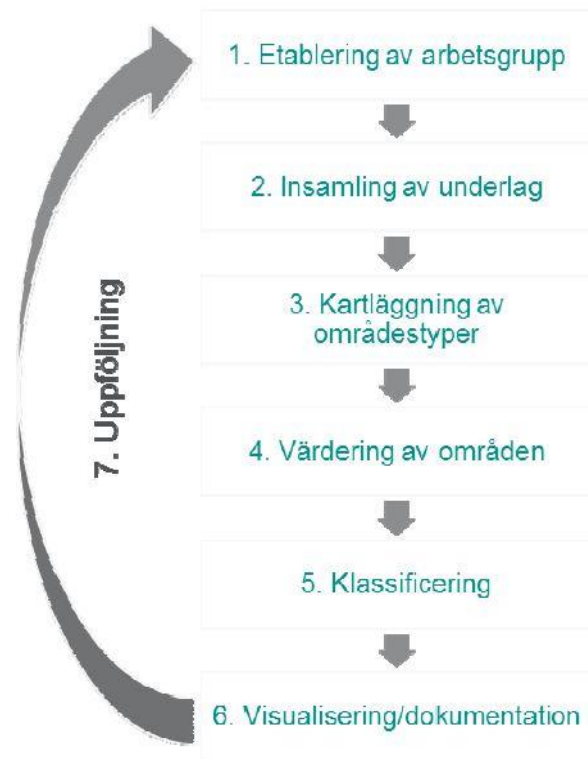 1. Etablering av arbetsgrupp
2. Insamling av underlag
3. Kartläggning av
områdestyper
4. Värdering av områden
5. Klassificering
6. Visualisering/dokumentation
7. Uppföljning